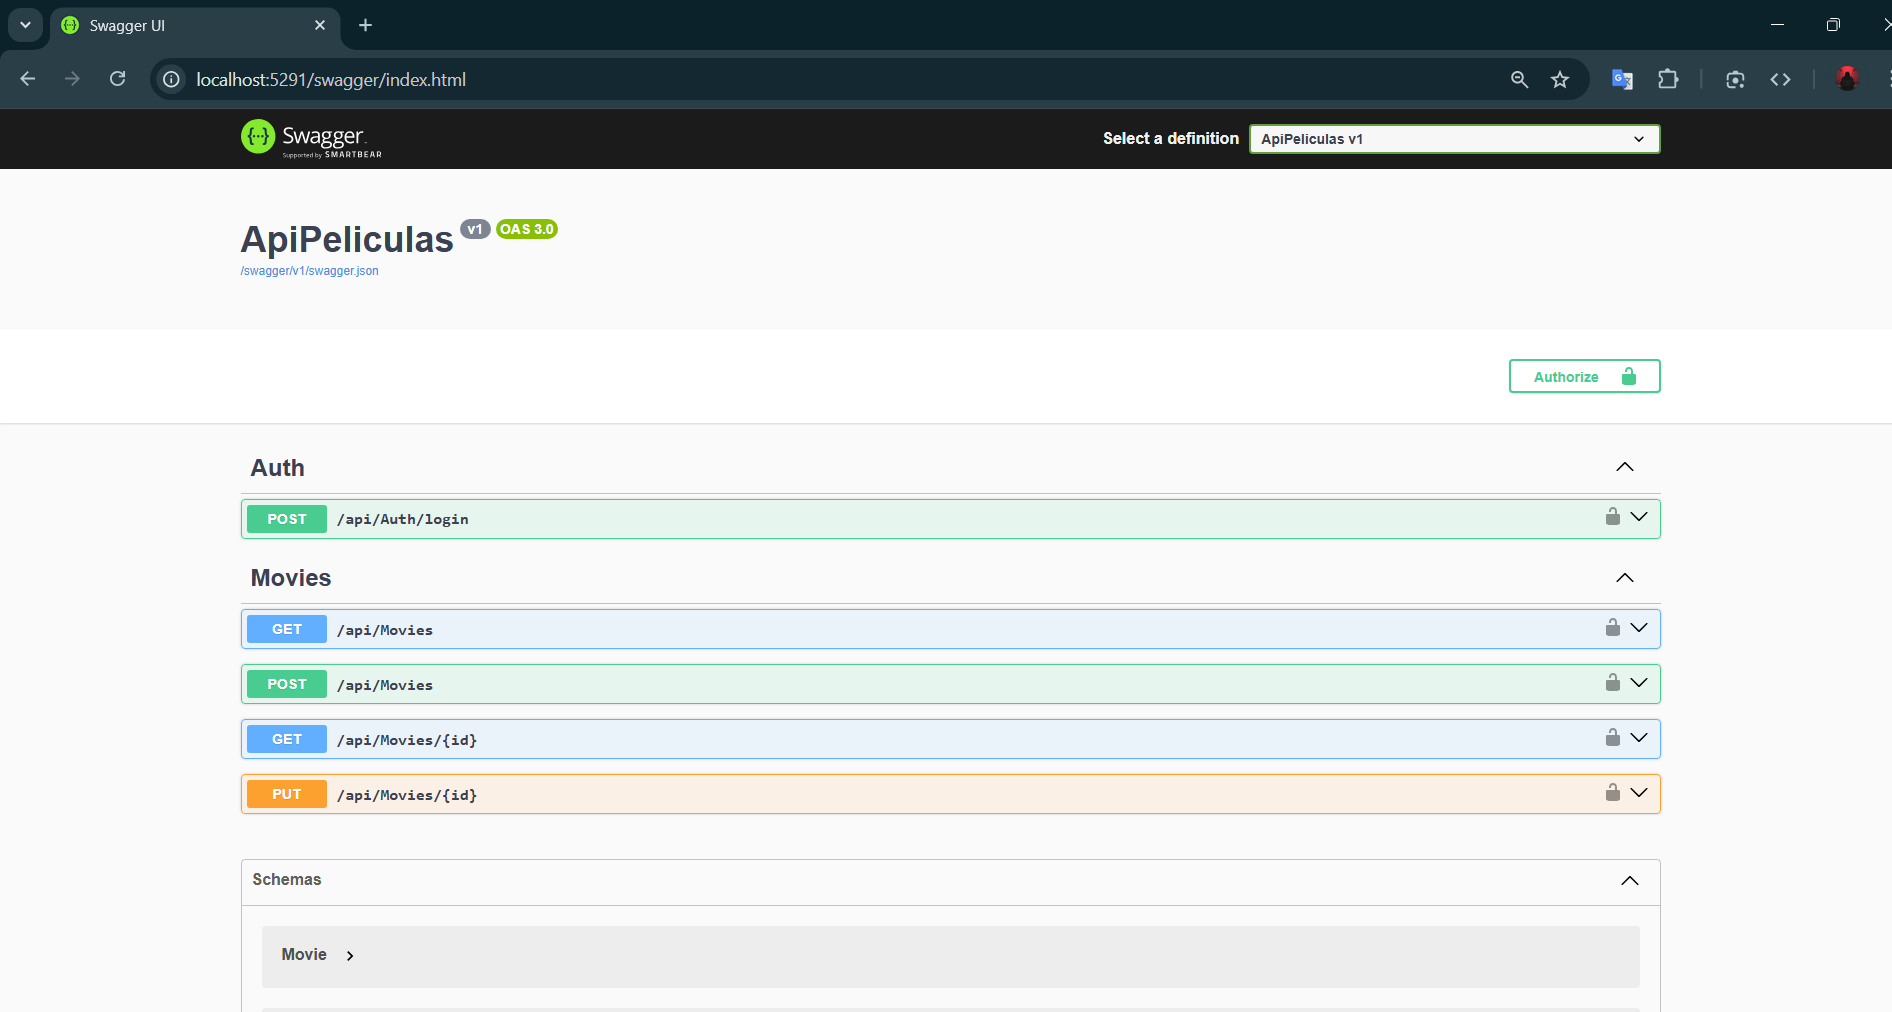 Swagger UI
localhost:5291/swagger/index.html
Swagger
Supported by SMARTBEAR
Select a definition
ApiPeliculas v1
ApiPeliculas v1 OAS 3.0
/swagger/v1/swagger.json
Authorize
Auth
POST /api/Auth/login
Movies
GET /api/Movies
POST /api/Movies
GET /api/Movies/{id}
PUT /api/Movies/{id}
Schemas
Movie